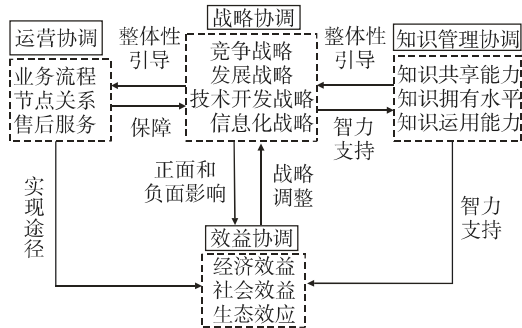 运营协调
业务流程
节点关系
售后服务
整体性
引导
保障
战略协调
竞争战略
发展战略
技术开发战略
信息化战略
整体性
引导
智力
支持
知识管理协调
知识共享能力
知识拥有水平
知识运用能力
实现途径
正面和
负面影响
战略
调整
智力
支持
效益协调
经济效益
社会效益
生态效应